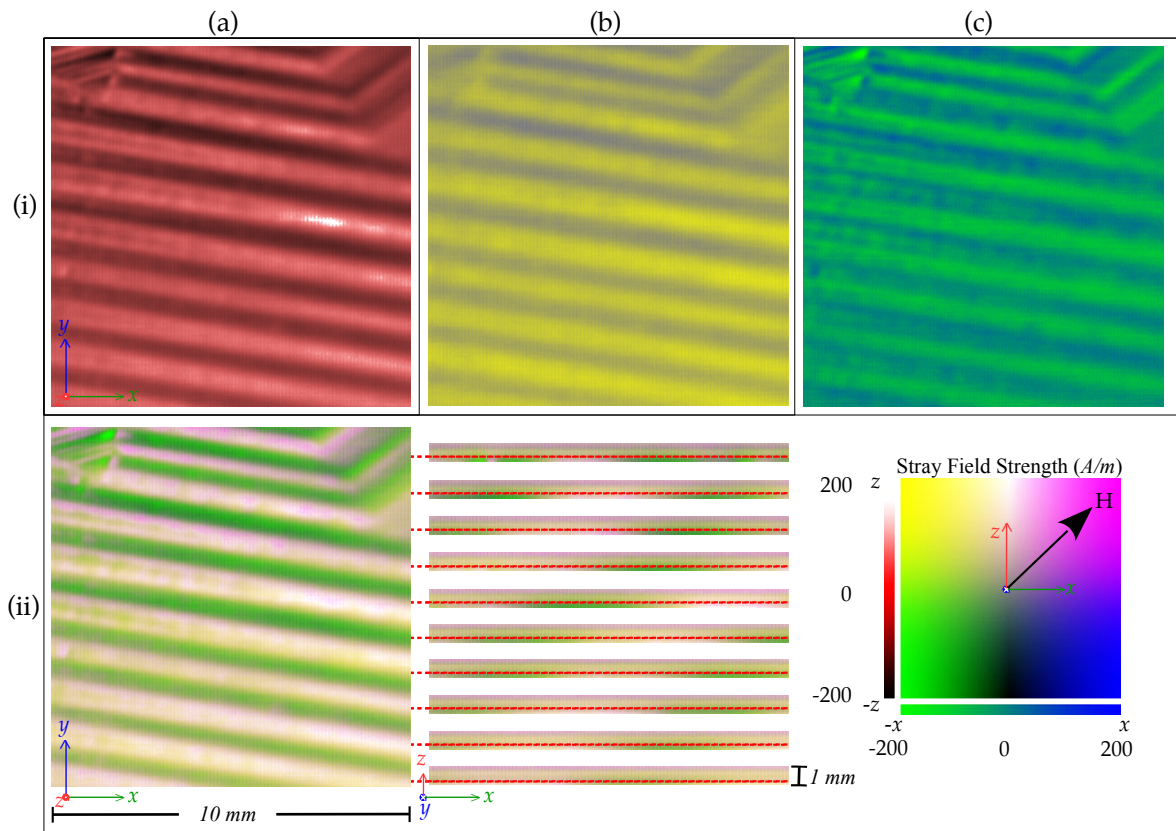 (a)
(b)
(c)
(i)
y
x
(ii)
y
z
x
10 mm
z
x
y
1 mm
Stray Field Strength (A/m)
200
z
H
z
x
0
-200
-z
-x
x
-200
0
200